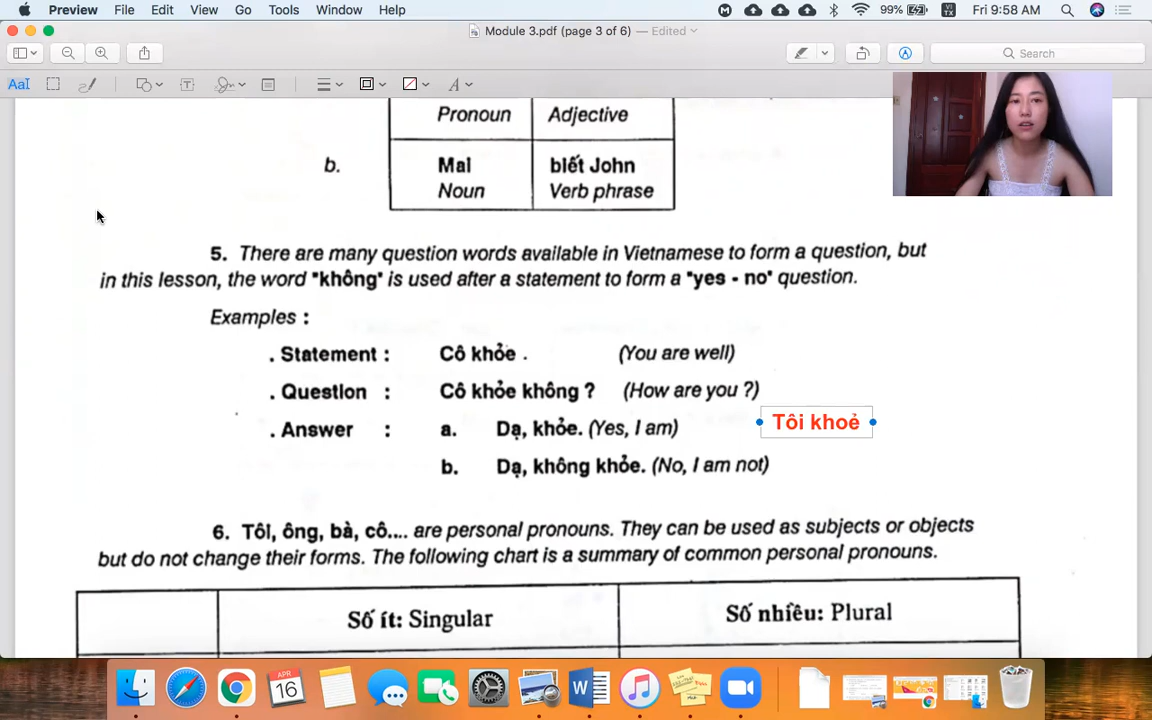 Preview File Edit View Go Tools Window Help 99% Fri 9:58 AM
Module 3.pdf (page 3 of 6) — Edited
Search
AaI
Pronoun Adjective
b. Mai biết John
Noun Verb phrase
5. There are many question words available in Vietnamese to form a question, but
in this lesson, the word "không" is used after a statement to form a "yes - no" question.
Examples :
. Statement : Cô khỏe . (You are well)
. Question : Cô khỏe không ? (How are you ?)
Tôi khoẻ
. Answer : a. Dạ, khỏe. (Yes, I am)
b. Dạ, không khỏe. (No, I am not)
6. Tôi, ông, bà, cô.... are personal pronouns. They can be used as subjects or objects
but do not change their forms. The following chart is a summary of common personal pronouns.
Số ít: Singular Số nhiều: Plural
APR
16